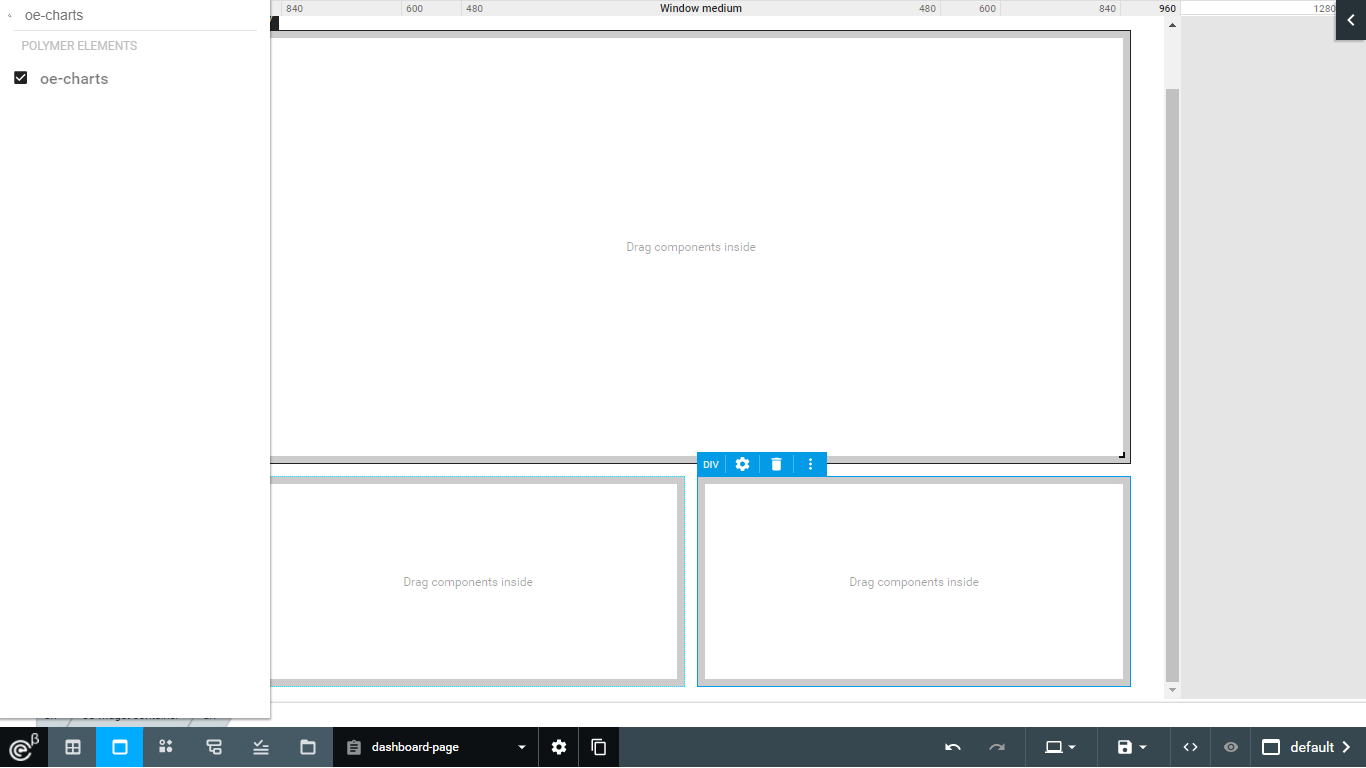 oe-charts
840 600 480 Window medium 480 600 840 960 1280
POLYMER ELEMENTS
oe-charts
Drag components inside
DIV
Drag components inside
Drag components inside
β
dashboard-page
default